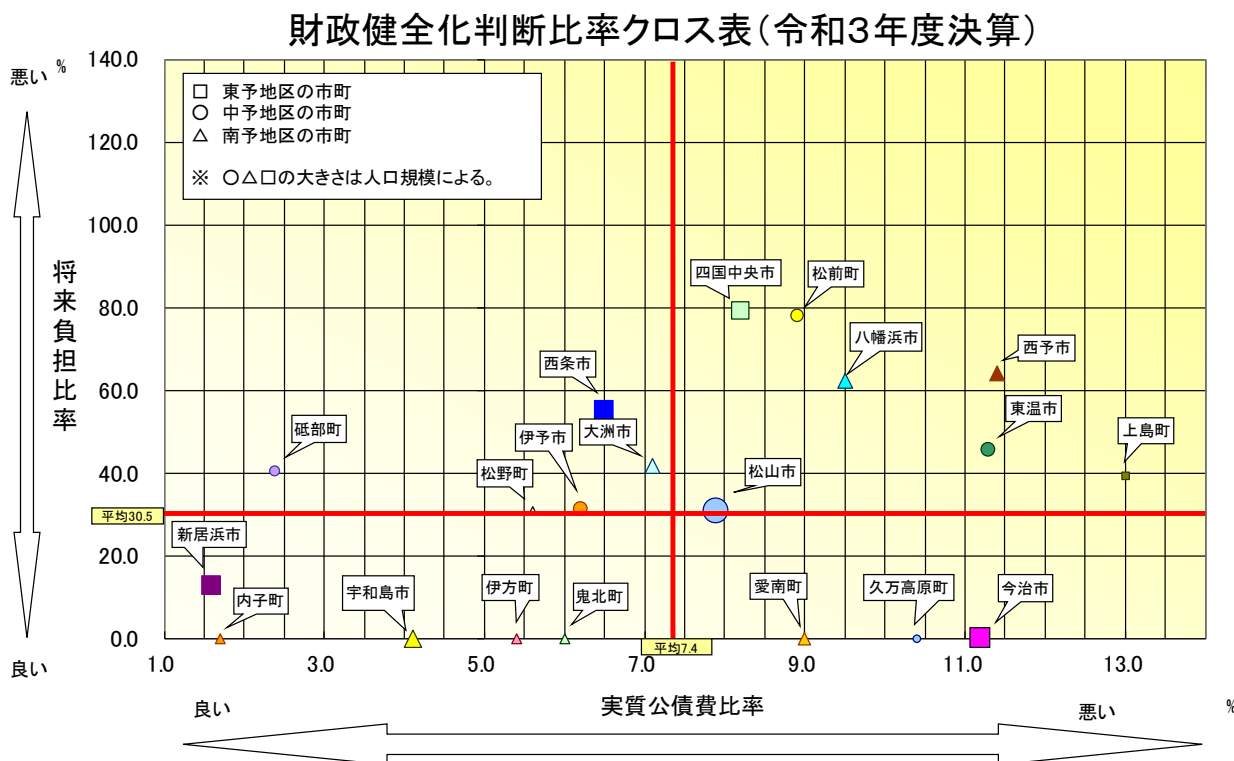 財政健全化判断比率クロス表（令和３年度決算）
悪い
%
140.0
□ 東予地区の市町
○ 中予地区の市町
△ 南予地区の市町
※ ○△□の大きさは人口規模による。
120.0
100.0
将来負担比率
四国中央市
松前町
80.0
八幡浜市
西予市
西条市
60.0
東温市
砥部町
伊予市
大洲市
上島町
松野町
松山市
40.0
平均30.5
新居浜市
20.0
内子町
宇和島市
伊方町
鬼北町
愛南町
久万高原町
今治市
0.0
平均7.4
良い
1.0
3.0
5.0
7.0
9.0
11.0
13.0
良い
実質公債費比率
悪い
%